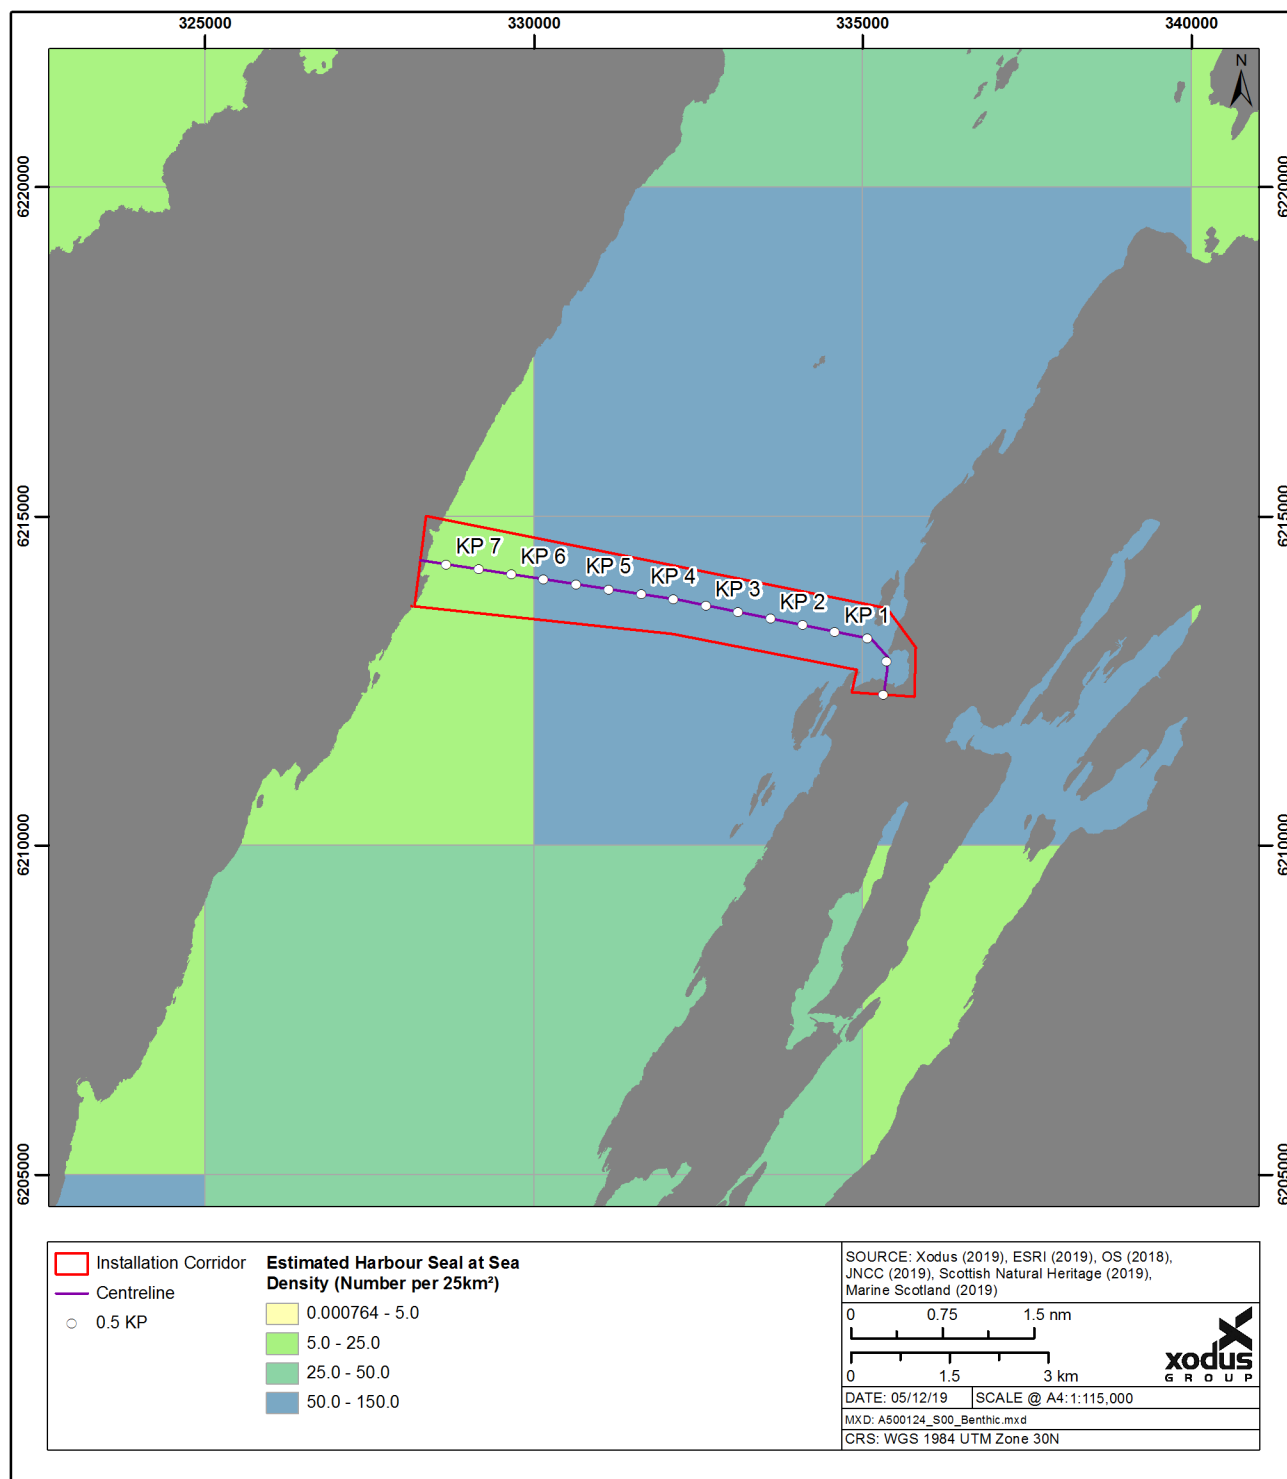 325000 330000 335000 340000
N
6220000 6220000
KP 7 KP 6 KP 5 KP 4 KP 3 KP 2 KP 1
6215000 6215000
6210000 6210000
6205000 6205000
Installation Corridor
Centreline
0.5 KP
Estimated Harbour Seal at Sea
Density (Number per 25km²)
0.000764 - 5.0
5.0 - 25.0
25.0 - 50.0
50.0 - 150.0
SOURCE: Xodus (2019), ESRI (2019), OS (2018),
JNCC (2019), Scottish Natural Heritage (2019),
Marine Scotland (2019)
0 0.75 1.5 nm
0 1.5 3 km
xodus
GROUP
DATE: 05/12/19 SCALE @ A4:1:115,000
MXD: A500124_S00_Benthic.mxd
CRS: WGS 1984 UTM Zone 30N